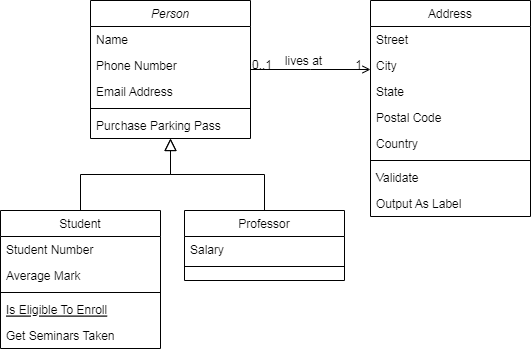 Person
Name
Phone Number
Email Address
Purchase Parking Pass
0..1
lives at
1
Address
Street
City
State
Postal Code
Country
Validate
Output As Label
Student
Student Number
Average Mark
Is Eligible To Enroll
Get Seminars Taken
Professor
Salary